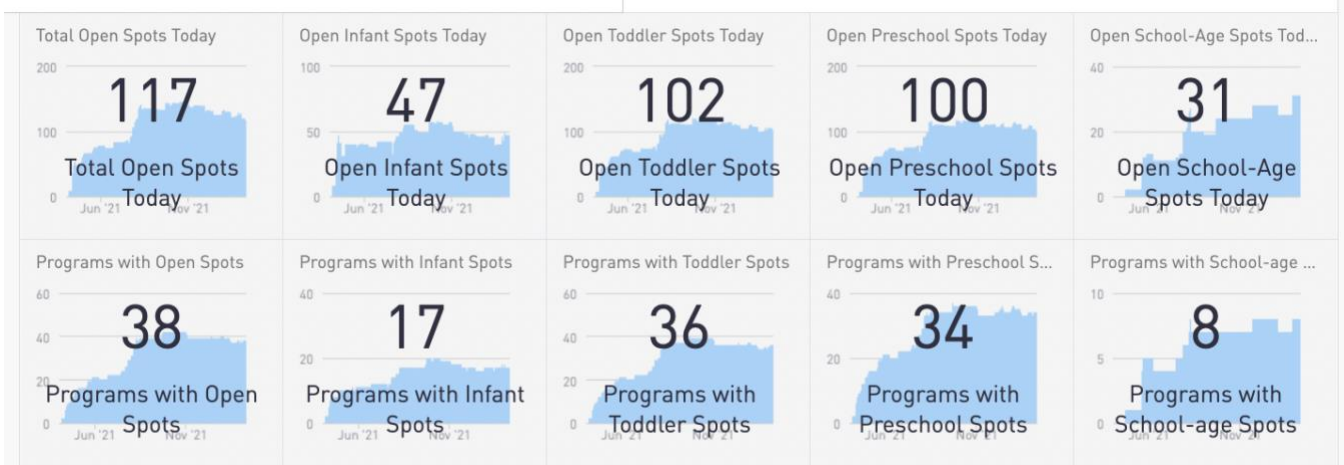 Total Open Spots Today
200
100
0
Jun '21
Nov '21
117
Total Open Spots
Today
Open Infant Spots Today
100
50
0
Jun '21
Nov '21
47
Open Infant Spots
Today
Open Toddler Spots Today
200
100
0
Jun '21
Nov '21
102
Open Toddler Spots
Today
Open Preschool Spots Today
200
100
0
Jun '21
Nov '21
100
Open Preschool Spots
Today
Open School-Age Spots Tod...
40
20
0
Jun '21
Nov '21
31
Open School-Age
Spots Today
Programs with Open Spots
60
40
20
0
Jun '21
Nov '21
38
Programs with Open
Spots
Programs with Infant Spots
40
20
0
Jun '21
Nov '21
17
Programs with Infant
Spots
Programs with Toddler Spots
60
40
20
0
Jun '21
Nov '21
36
Programs with
Toddler Spots
Programs with Preschool S...
40
20
0
Jun '21
Nov '21
34
Programs with
Preschool Spots
Programs with School-age ...
10
5
0
Jun '21
Nov '21
8
Programs with
School-age Spots